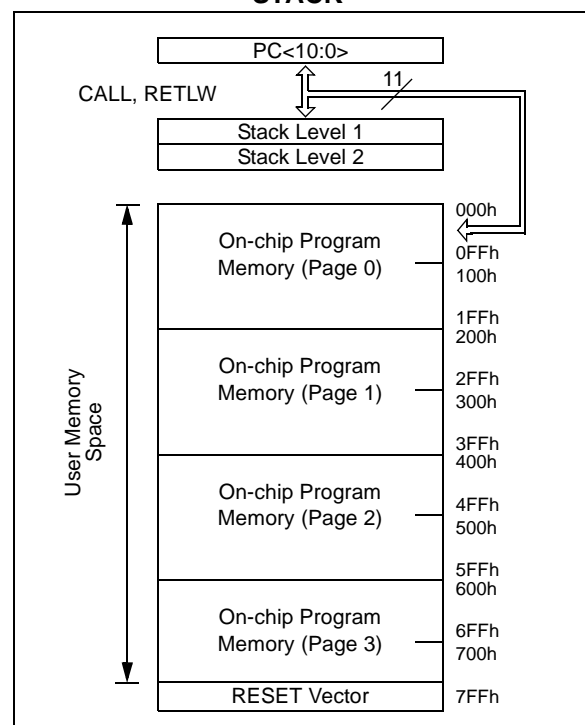 STACK
PC<10:0>
CALL, RETLW
11
Stack Level 1
Stack Level 2
000h
On-chip Program
Memory (Page 0)
0FFh
100h
1FFh
200h
On-chip Program
Memory (Page 1)
2FFh
300h
User Memory
Space
3FFh
400h
On-chip Program
Memory (Page 2)
4FFh
500h
5FFh
600h
On-chip Program
Memory (Page 3)
6FFh
700h
RESET Vector
7FFh